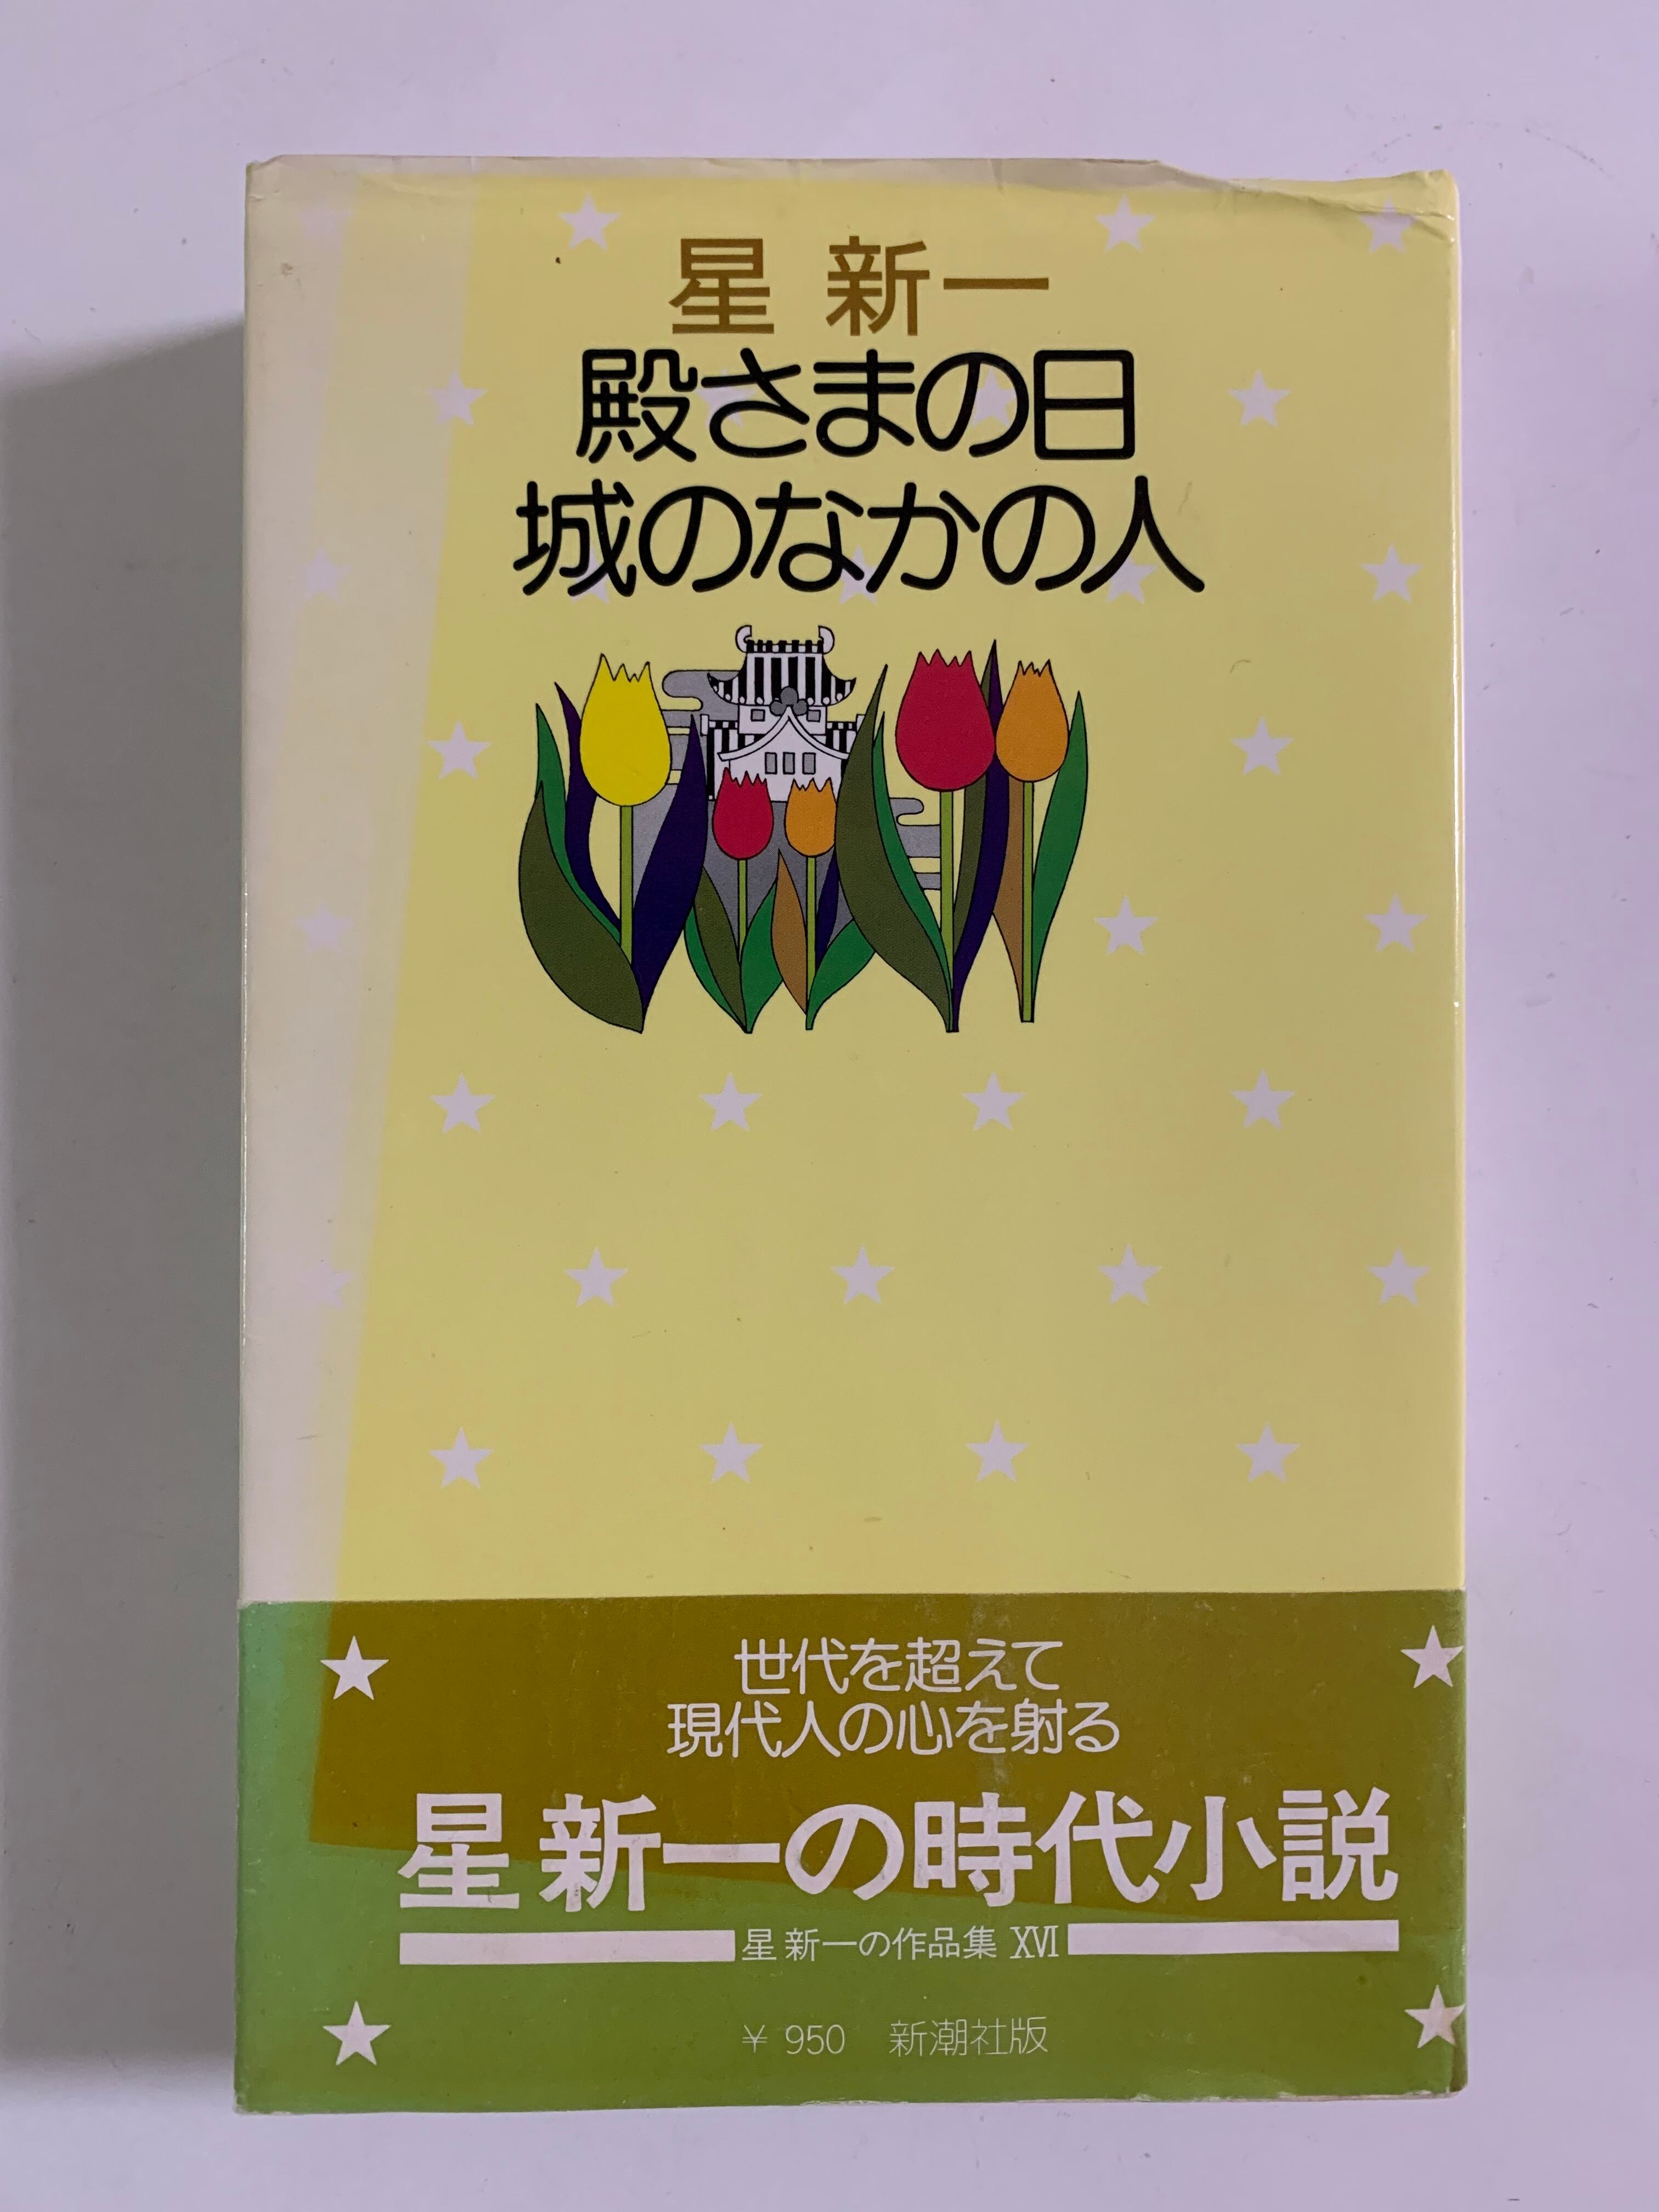 星 新一
殿さまの日
城のなかの人
世代を超えて
現代人の心を射る
星 新一の時代小説
星 新一の作品集 XVI
¥ 950 新潮社版